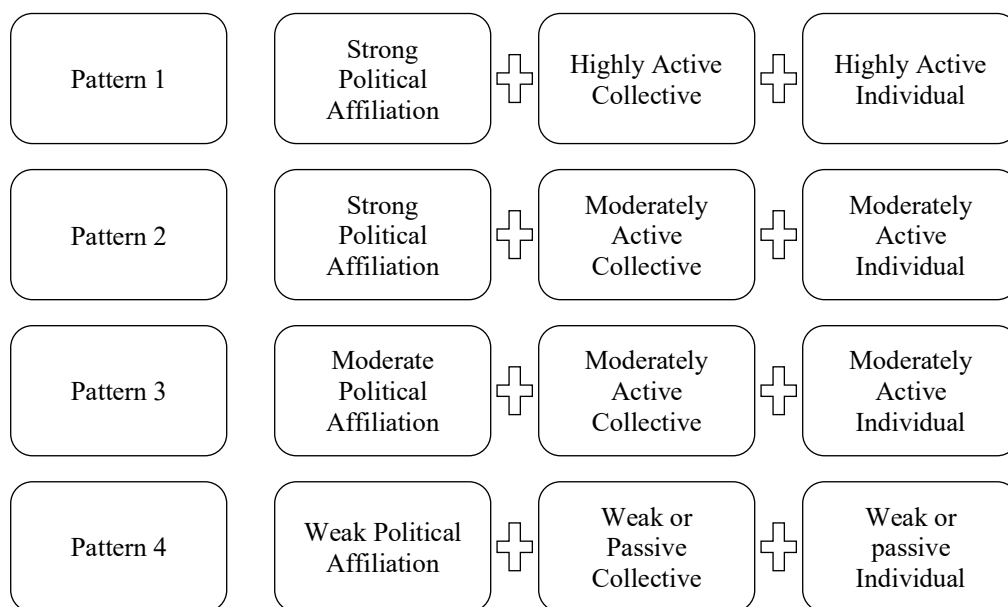 Pattern 1
Strong
Political
Affiliation
Highly Active
Collective
Highly Active
Individual
Pattern 2
Strong
Political
Affiliation
Moderately
Active
Collective
Moderately
Active
Individual
Pattern 3
Moderate
Political
Affiliation
Moderately
Active
Collective
Moderately
Active
Individual
Pattern 4
Weak Political
Affiliation
Weak or
Passive
Collective
Weak or
passive
Individual